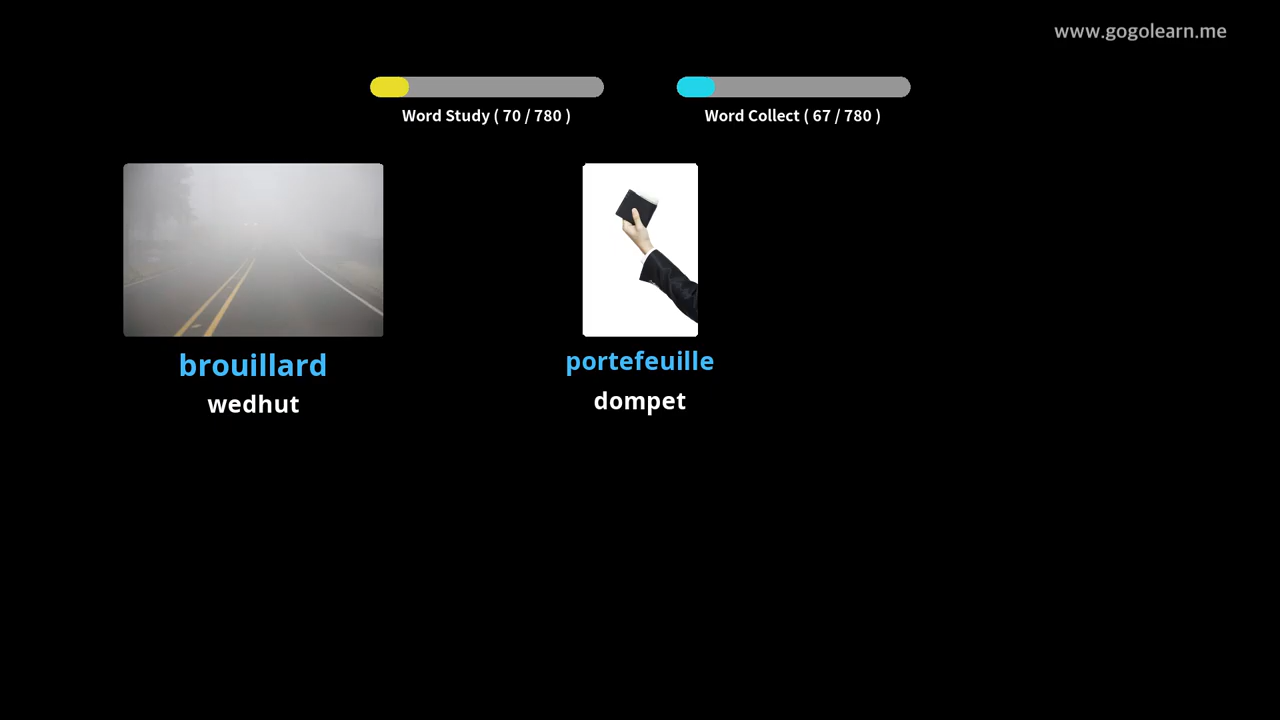 www.gogolearn.me
Word Study ( 70 / 780 )
Word Collect ( 67 / 780 )
brouillard
wedhut
portefeuille
dompet